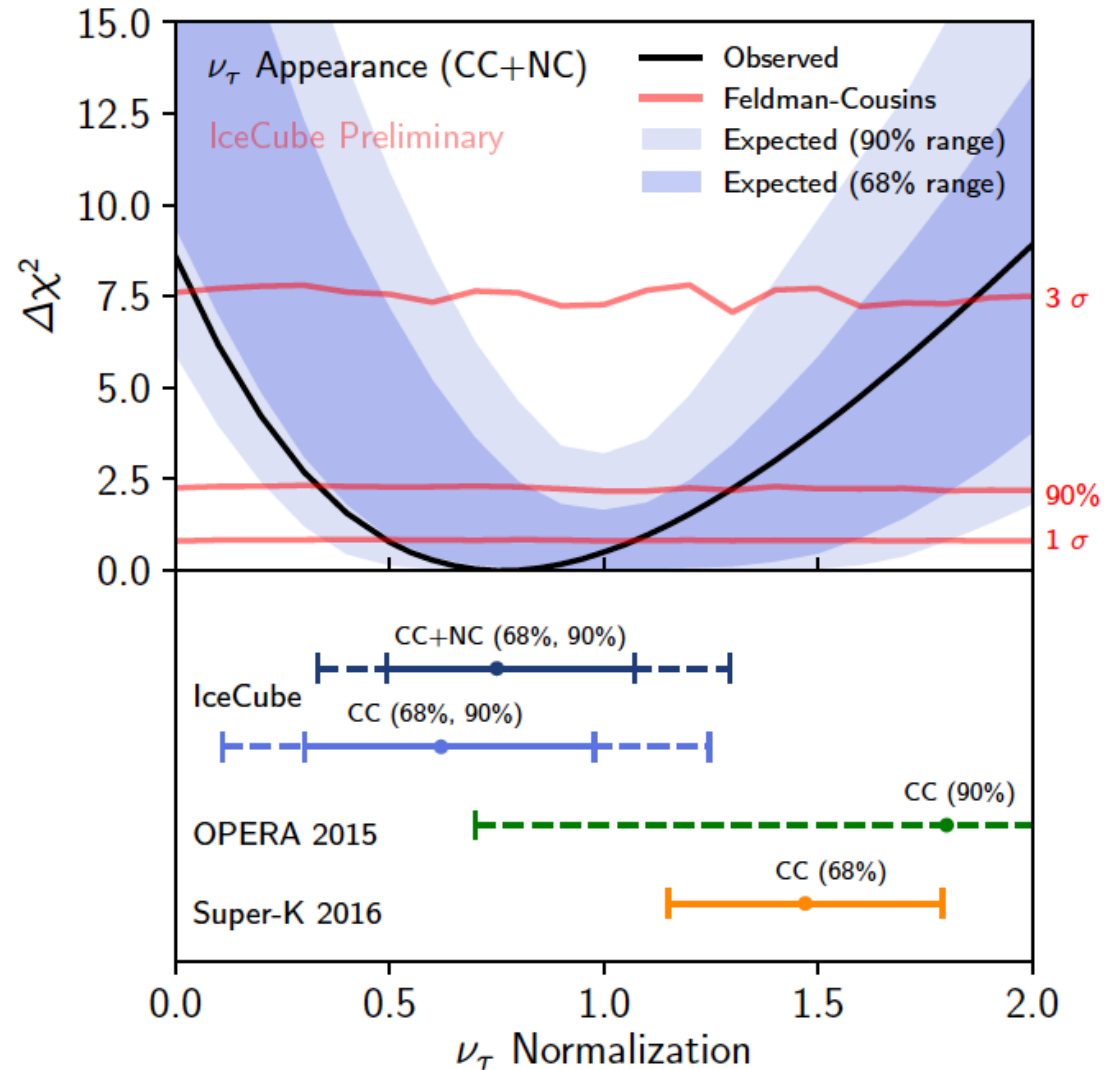 15.0
12.5
10.0
7.5
5.0
2.5
0.0
Δχ²
ν_τ Appearance (CC+NC)
IceCube Preliminary
Observed
Feldman-Cousins
Expected (90% range)
Expected (68% range)
3 σ
90%
1 σ
CC+NC (68%, 90%)
IceCube
CC (68%, 90%)
CC (90%)
OPERA 2015
CC (68%)
Super-K 2016
0.0 0.5 1.0 1.5 2.0
ν_τ Normalization